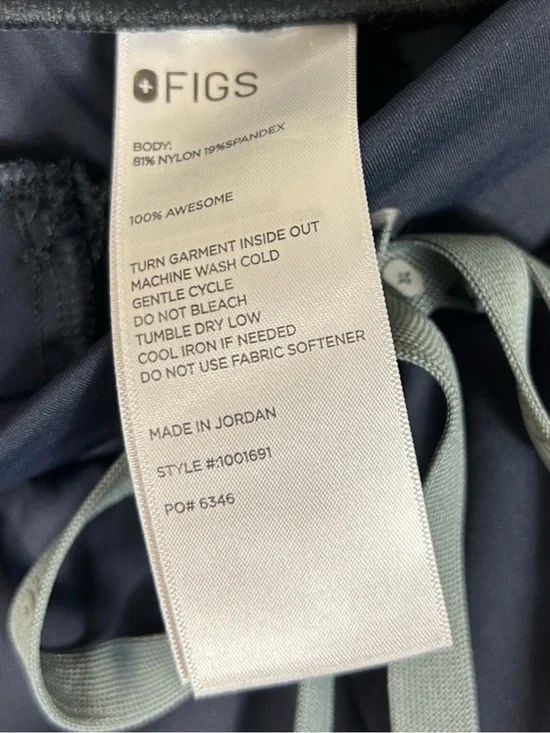 FIGS
BODY:
81% NYLON 19%SPANDEX
100% AWESOME
TURN GARMENT INSIDE OUT
MACHINE WASH COLD
GENTLE CYCLE
DO NOT BLEACH
TUMBLE DRY LOW
COOL IRON IF NEEDED
DO NOT USE FABRIC SOFTENER
MADE IN JORDAN
STYLE #:1001691
PO# 6346